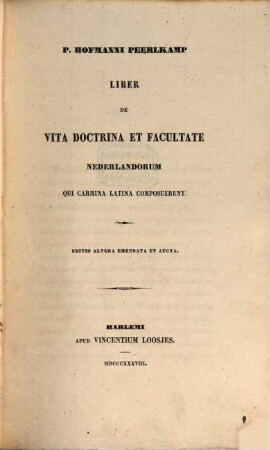 P. HOFMANNI PEERLKAMP
LIBER
DE
VITA DOCTRINA ET FACULTATE
NEDERLANDORUM
QUI CARMINA LATINA COMPOSUERUNT.
EDITIO ALTERA EMENDATA ET AUCTA.
HARLEMI
APUD VINCENTIUM LOOSJES.
MDCCCXXXVIII.